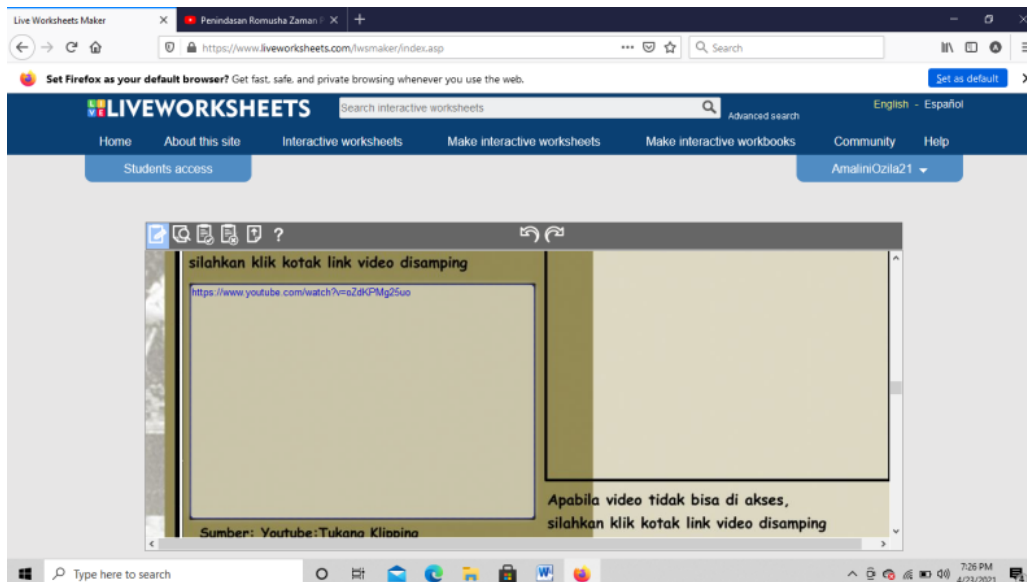 Live Worksheets Maker
Penindasan Romusha Zaman
https://www.liveworksheets.com/lwsmaker/index.asp
Search
Set Firefox as your default browser? Get fast, safe, and private browsing whenever you use the web.
Set as default
LIVEWORKSHEETS
Search interactive worksheets
Advanced search
English - Español
Home About this site Interactive worksheets Make interactive worksheets Make interactive workbooks Community Help
Students access
AmaliniOzila21
?
silahkan klik kotak link video disamping
https://www.youtube.com/watch?v=oZdKPMg25uo
Sumber: Youtube:Tukang Klipping
Apabila video tidak bisa di akses,
silahkan klik kotak link video disamping
Type here to search
7:26 PM
4/23/2021